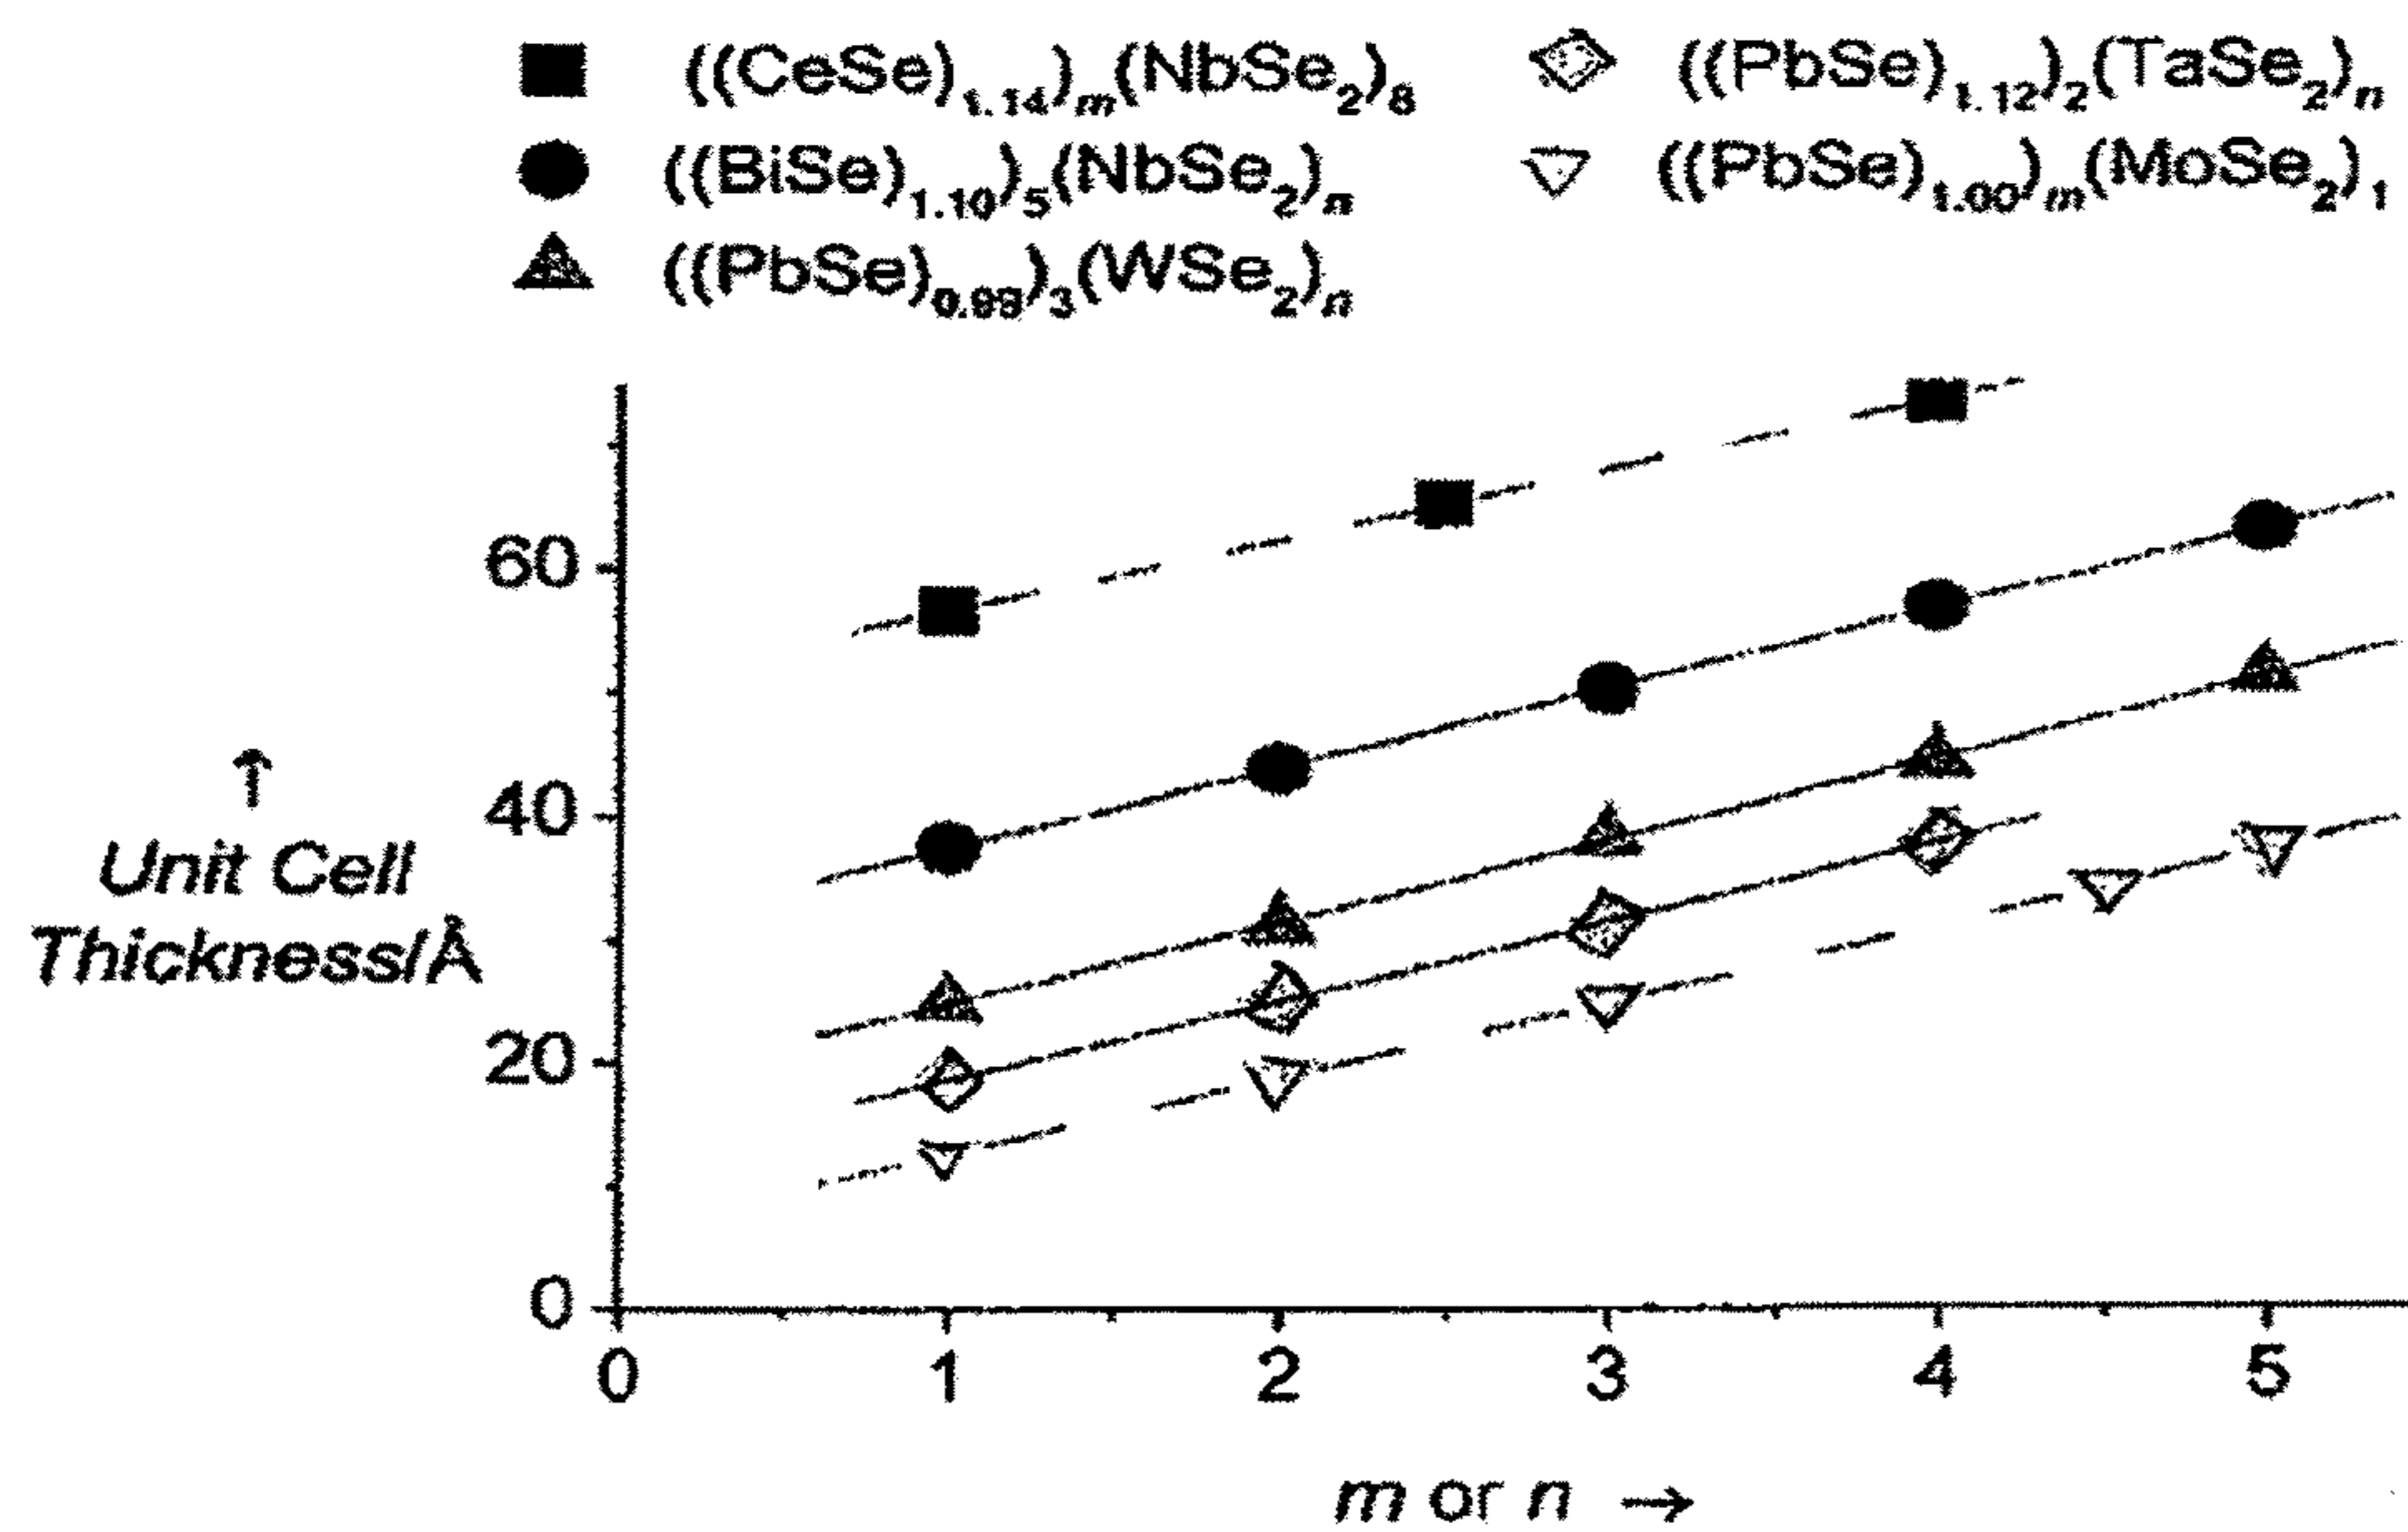 ((CeSe)1.14)m(NbSe2)8
((BiSe)1.10)5(NbSe2)n
((PbSe)0.99)3(WSe2)n
((PbSe)1.12)2(TaSe2)n
((PbSe)1.00)m(MoSe2)1
60
40
20
0
↑
Unit Cell
Thickness/Å
0 1 2 3 4 5
m or n →